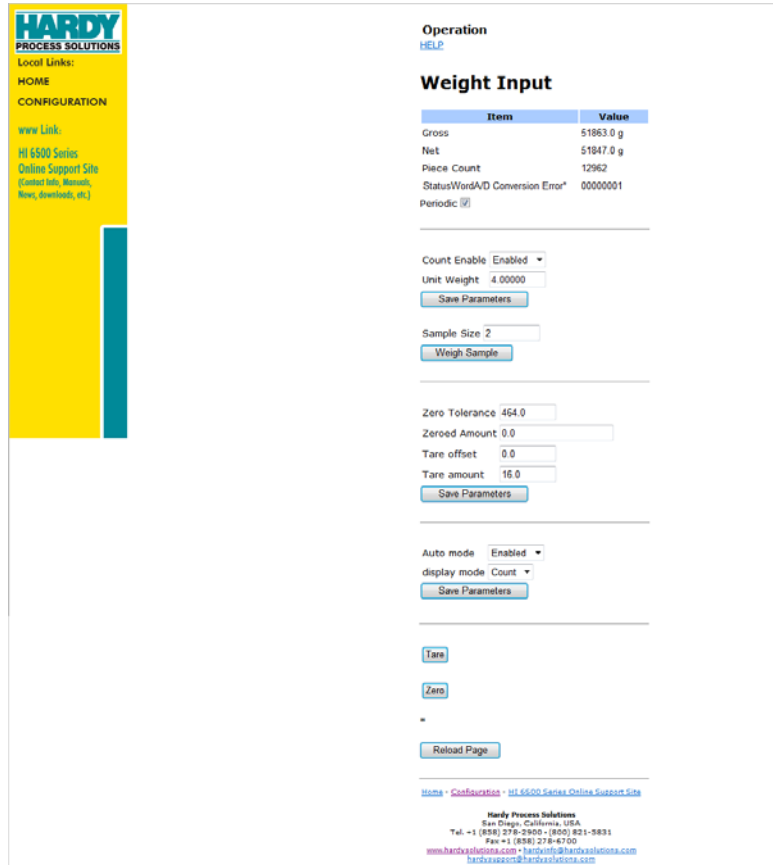 HARDY
PROCESS SOLUTIONS
Local Links:
HOME
CONFIGURATION
www Link:
HI 6500 Series
Online Support Site
(Contact Info, Manuals,
News, downloads, etc.)
Operation
HELP
Weight Input
Item Value
Gross 51863.0 g
Net 51847.0 g
Piece Count 12962
StatusWordA/D Conversion Error* 00000001
Periodic
Count Enable Enabled
Unit Weight 4.00000
Save Parameters
Sample Size 2
Weigh Sample
Zero Tolerance 464.0
Zeroed Amount 0.0
Tare offset 0.0
Tare amount 16.0
Save Parameters
Auto mode Enabled
display mode Count
Save Parameters
Tare
Zero
=
Reload Page
Home - Configuration - HI 6500 Series Online Support Site
Hardy Process Solutions
San Diego, California, USA
Tel. +1 (858) 278-2900 - (800) 821-5831
Fax +1 (858) 278-6700
www.hardysolutions.com - hardyinfo@hardysolutions.com
hardysupport@hardysolutions.com